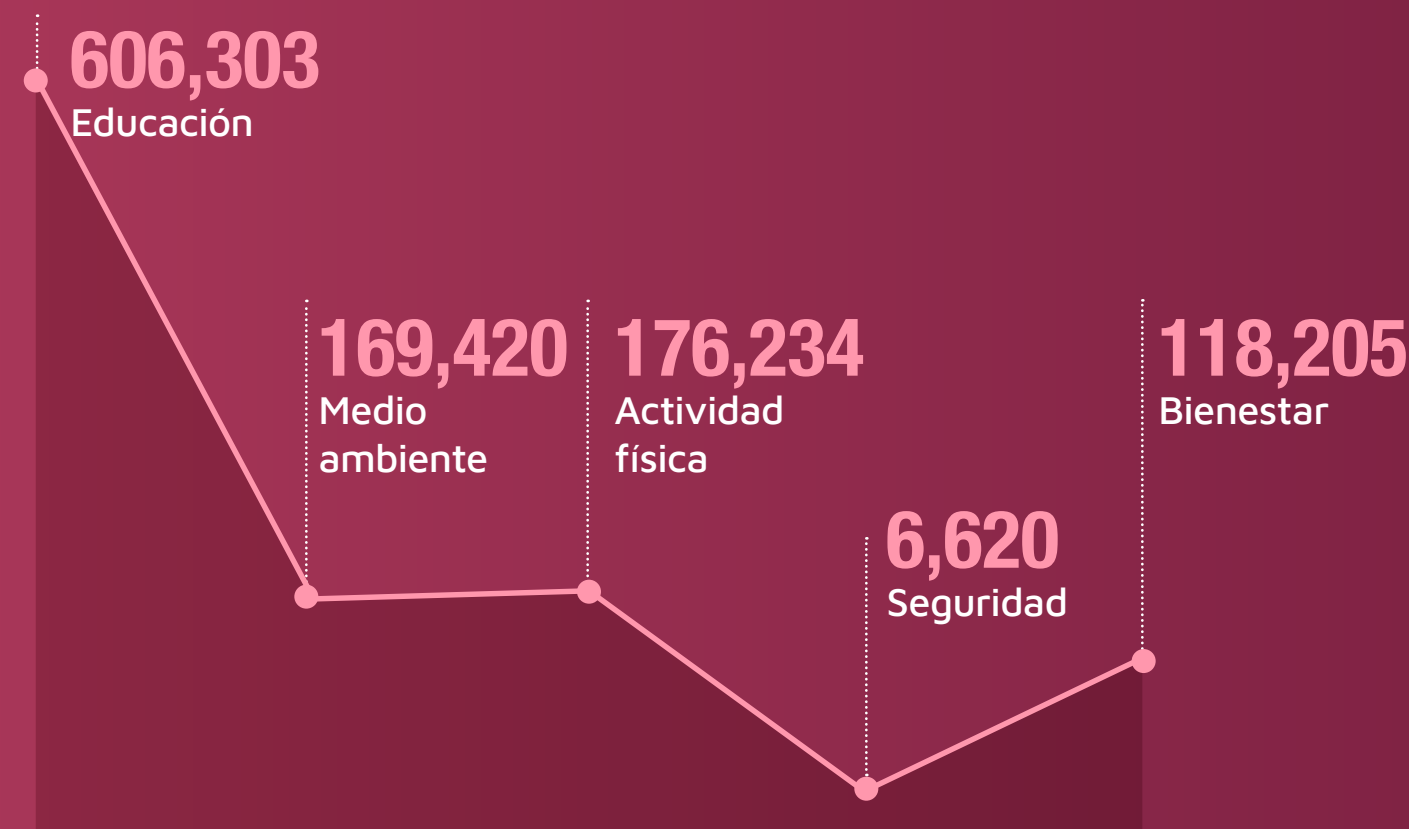 606,303
Educación
169,420
Medio
ambiente
176,234
Actividad
física
6,620
Seguridad
118,205
Bienestar